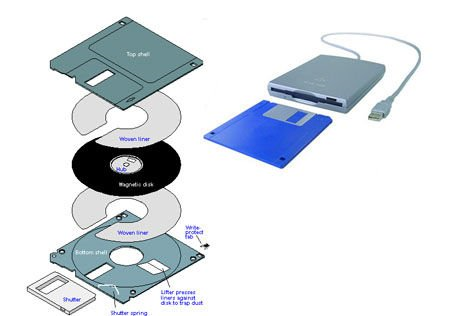 Top shell
Woven liner
Hub
Magnetic disk
Woven liner
Write-
protect
tab
Bottom shell
Lifter presses
liners against
disk to trap dust
Shutter
Shutter spring